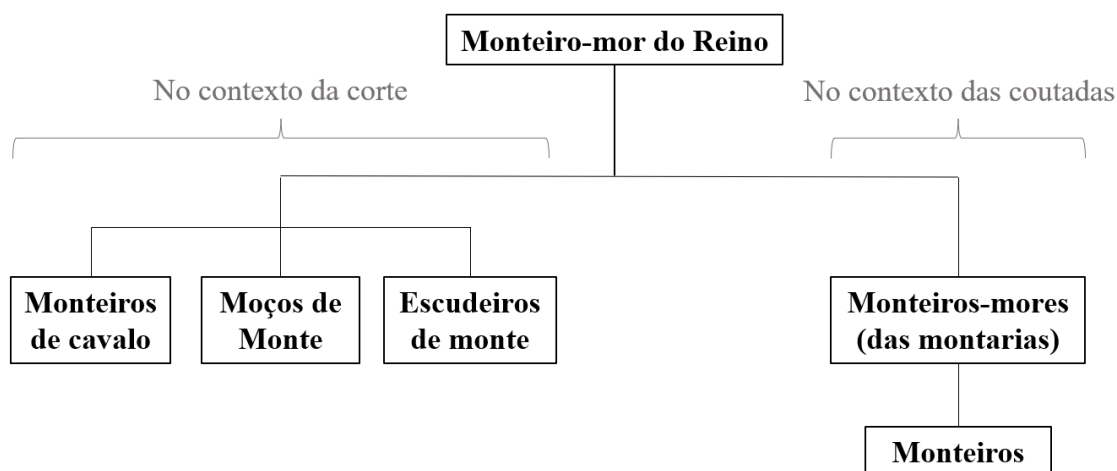 Monteiro-mor do Reino
No contexto da corte
No contexto das coutadas
Monteiros
de cavalo
Moços de
Monte
Escudeiros
de monte
Monteiros-mores
(das montarias)
Monteiros